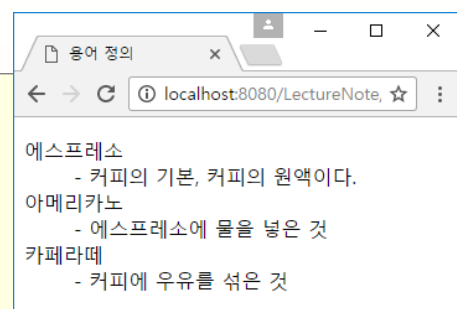 용어 정의
localhost:8080/LectureNote,
에스프레소
- 커피의 기본, 커피의 원액이다.
아메리카노
- 에스프레소에 물을 넣은 것
카페라떼
- 커피에 우유를 섞은 것